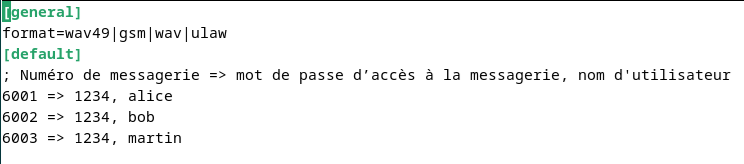 [general]
format=wav49|gsm|wav|ulaw
[default]
; Numéro de messagerie => mot de passe d’accès à la messagerie, nom d'utilisateur
6001 => 1234, alice
6002 => 1234, bob
6003 => 1234, martin